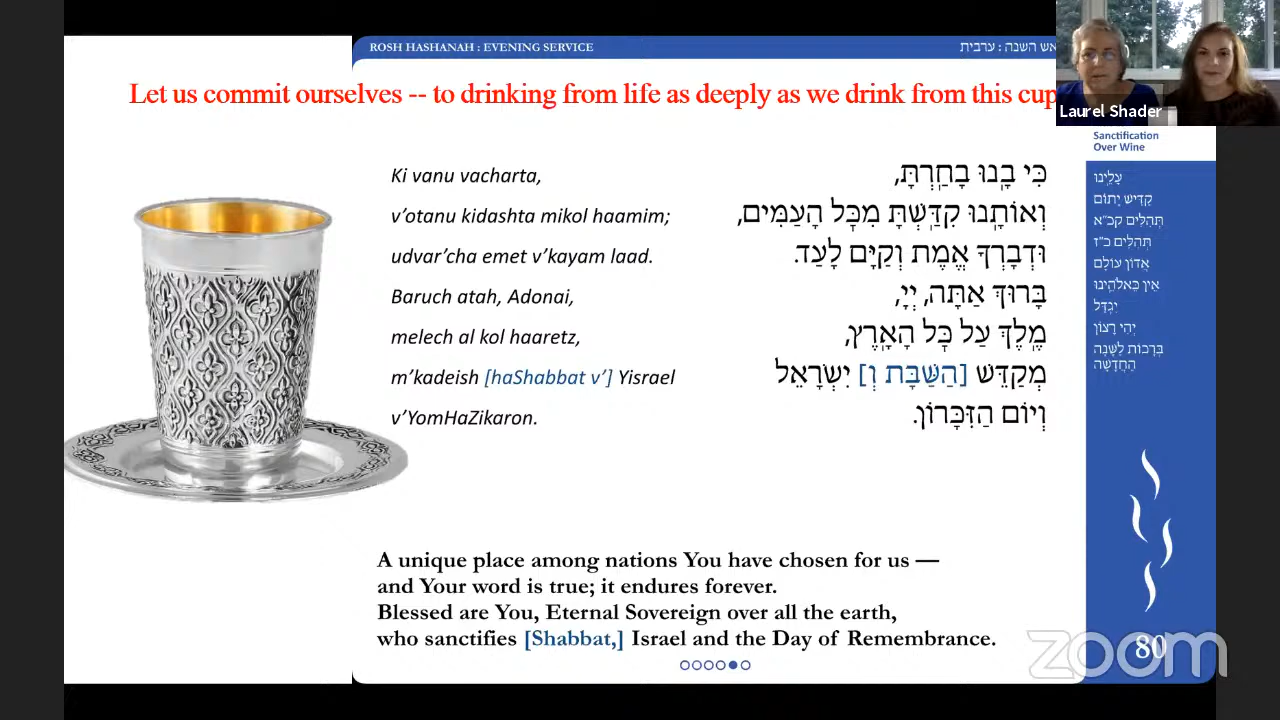 ROSH HASHANAH : EVENING SERVICE
אש השנה : ערבית
Let us commit ourselves -- to drinking from life as deeply as we drink from this cup
Laurel Shader
Sanctification
Over Wine
Ki vanu vacharta,
v’otanu kidashta mikol haamim;
udvar’cha emet v’kayam laad.
Baruch atah, Adonai,
melech al kol haaretz,
m’kadeish [haShabbat v’] Yisrael
v’YomHaZikaron.
כִּי בָנוּ בָחַרְתָּ,
וְאוֹתָנוּ קִדַּשְׁתָּ מִכָּל הָעַמִּים,
וּדְבָרְךָ אֱמֶת וְקַיָּם לָעַד.
בָּרוּךְ אַתָּה, יְיָ,
מֶלֶךְ עַל כָּל הָאָרֶץ,
מְקַדֵּשׁ [הַשַּׁבָּת וְ] יִשְׂרָאֵל
וְיוֹם הַזִּכָּרוֹן.
עָלֵינוּ
קַדִּישׁ יָתוֹם
תְּהִלִּים קכ״א
תְּהִלִּים כ״ז
אֲדוֹן עוֹלָם
אֵין כֵּאלֹהֵינוּ
יִגְדַּל
יְהִי רָצוֹן
בִּרְכוֹת לַשָּׁנָה
הַחֲדָשָׁה
A unique place among nations You have chosen for us —
and Your word is true; it endures forever.
Blessed are You, Eternal Sovereign over all the earth,
who sanctifies [Shabbat,] Israel and the Day of Remembrance.
80
zoom